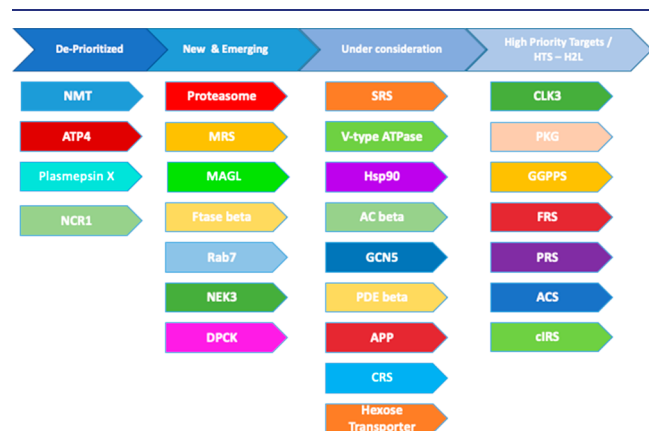 De-Prioritized
New & Emerging
Under consideration
High Priority Targets /
HTS – H2L
NMT
ATP4
Plasmepsin X
NCR1
Proteasome
MRS
MAGL
Ftase beta
Rab7
NEK3
DPCK
SRS
V-type ATPase
Hsp90
AC beta
GCN5
PDE beta
APP
CRS
Hexose
Transporter
CLK3
PKG
GGPPS
FRS
PRS
ACS
cIRS